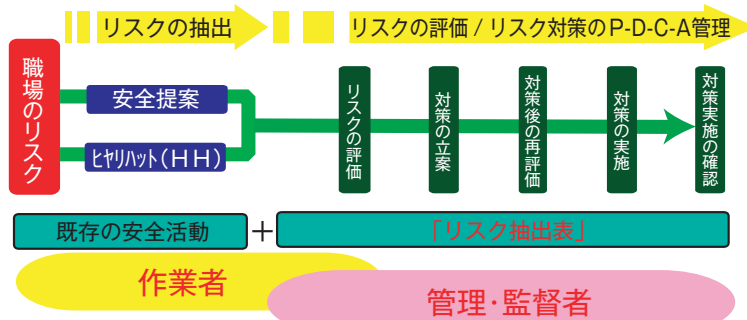 リスクの抽出
リスクの評価 / リスク対策のP-D-C-A管理
職場のリスク
安全提案
ヒヤリハット(HH)
リスクの評価
対策の立案
対策後の再評価
対策の実施
対策実施の確認
既存の安全活動
+
「リスク抽出表」
作業者
管理・監督者